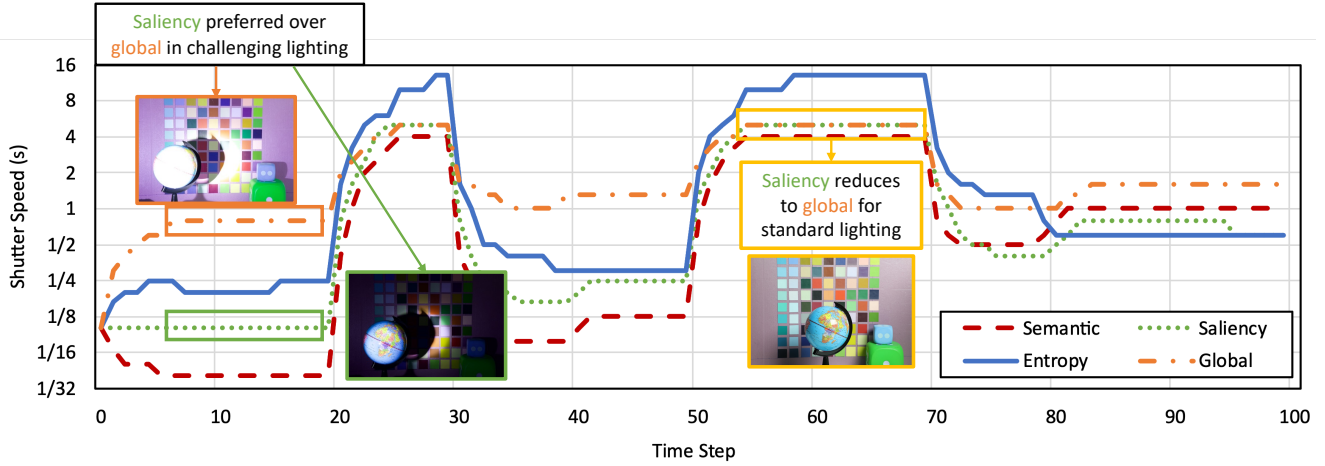 Saliency preferred over
global in challenging lighting
16
8
4
2
1
1/2
1/4
1/8
1/16
1/32
Shutter Speed (s)
Saliency reduces
to global for
standard lighting
Semantic
Saliency
Entropy
Global
0
10
20
30
40
50
60
70
80
90
100
Time Step